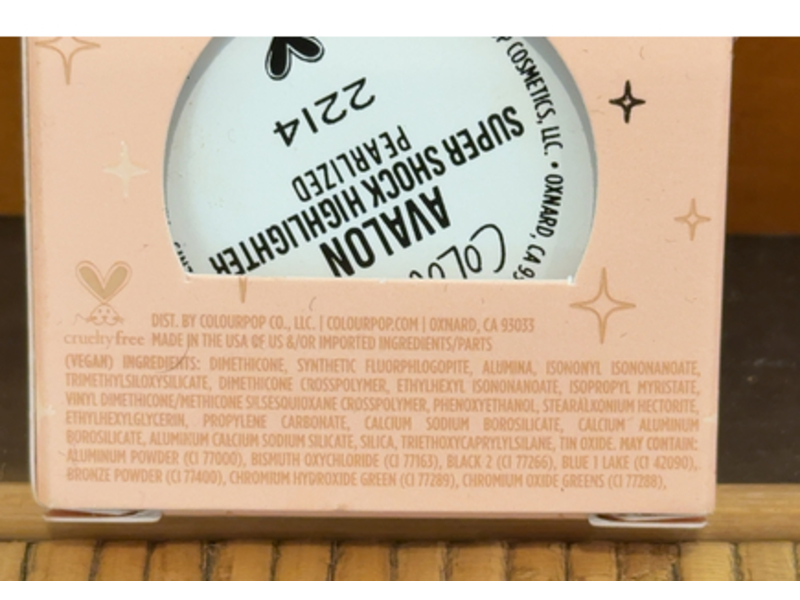 COSMETICS, LLC. • OXNARD, CA
2214
PEARLIZED
SUPER SHOCK HIGHLIGHTER
AVALON
cruelty free
DIST. BY COLOURPOP CO., LLC. | COLOURPOP.COM | OXNARD, CA 93033
MADE IN THE USA OF US &/OR IMPORTED INGREDIENTS/PARTS
(VEGAN) INGREDIENTS: DIMETHICONE, SYNTHETIC FLUORPHLOGOPITE, ALUMINA, ISONONYL ISONONANOATE,
TRIMETHYLSILOXYSILICATE, DIMETHICONE CROSSPOLYMER, ETHYLHEXYL ISONONANOATE, ISOPROPYL MYRISTATE,
VINYL DIMETHICONE/METHICONE SILSESQUIOXANE CROSSPOLYMER, PHENOXYETHANOL, STEARALKONIUM HECTORITE,
ETHYLHEXYLGLYCERIN, PROPYLENE CARBONATE, CALCIUM SODIUM BOROSILICATE, CALCIUM ALUMINUM
BOROSILICATE, ALUMINUM CALCIUM SODIUM SILICATE, SILICA, TRIETHOXYCAPRYLYLSILANE, TIN OXIDE. MAY CONTAIN:
ALUMINUM POWDER (CI 77000), BISMUTH OXYCHLORIDE (CI 77163), BLACK 2 (CI 77266), BLUE 1 LAKE (CI 42090),
BRONZE POWDER (CI 77400), CHROMIUM HYDROXIDE GREEN (CI 77289), CHROMIUM OXIDE GREENS (CI 77288),